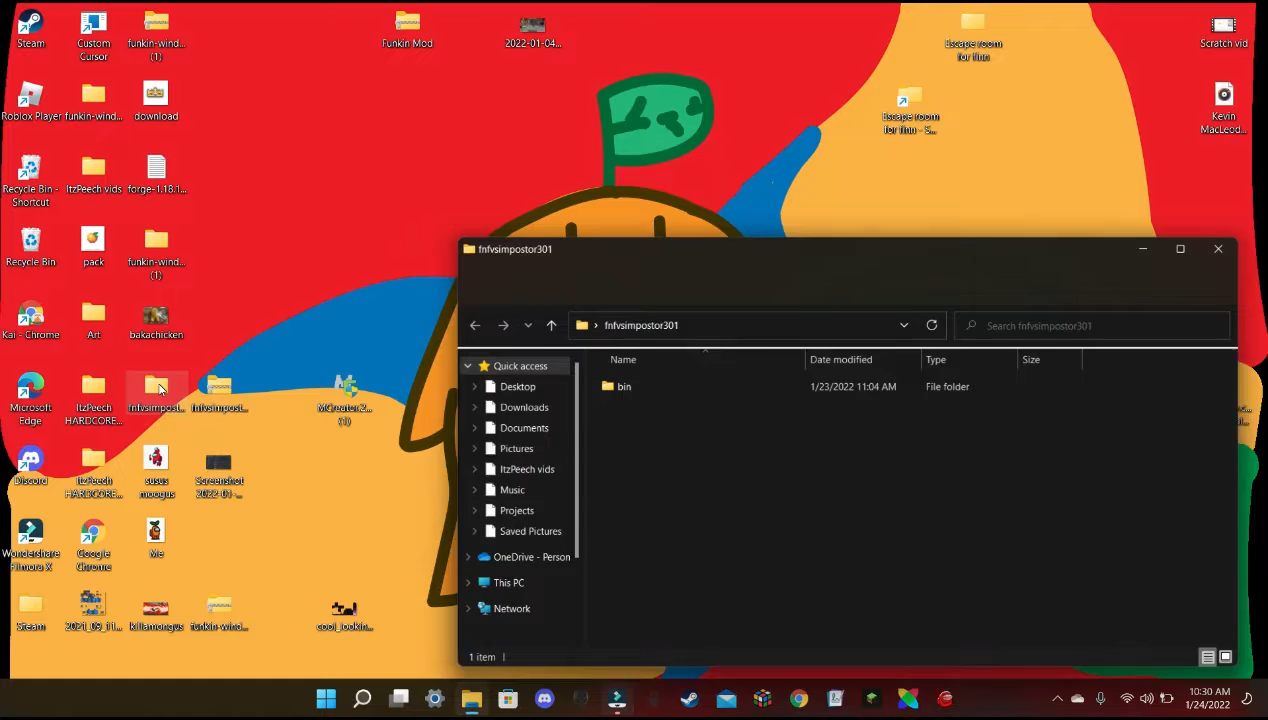 Steam
Custom
Cursor
funkin-wind...
(1)
Funkin Mod
2022-01-04...
Escape room
for finn
Scratch vid
Roblox Player
funkin-wind...
download
Escape room
for finn - S...
Kevin
MacLeod...
Recycle Bin -
Shortcut
ItzPeech vids
forge-1.18.1...
Recycle Bin
pack
funkin-wind...
(1)
Kai - Chrome
Art
bakachicken
Microsoft
Edge
ItzPeech
HARDCORE...
fnfvsimpost...
fnfvsimpost...
MCreator.2...
(1)
Discord
ItzPeech
HARDCORE...
susus
moogus
Screenshot
2022-01-...
Wondershare
Filmora X
Google
Chrome
Me
Steam
2021_09_11...
killamongus
funkin-wind...
cool_lookin...
fnfvsimpostor301
fnfvsimpostor301
Search fnfvsimpostor301
Name
Date modified
Type
Size
bin
1/23/2022 11:04 AM
File folder
Quick access
Desktop
Downloads
Documents
Pictures
ItzPeech vids
Music
Projects
Saved Pictures
OneDrive - Person
This PC
Network
1 item
10:30 AM
1/24/2022